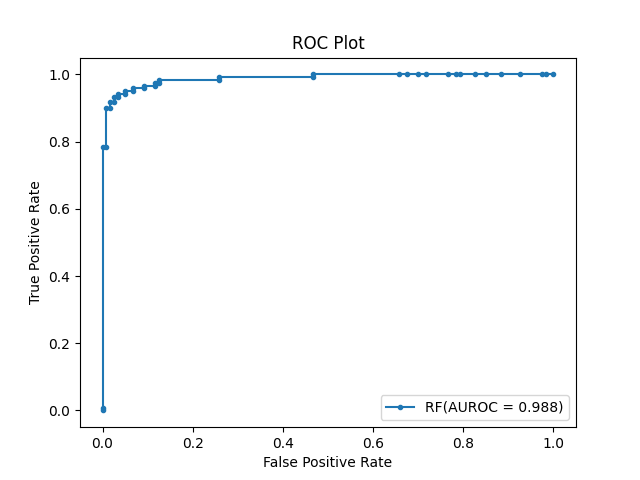 ROC Plot
1.0
0.8
0.6
0.4
0.2
0.0
True Positive Rate
RF(AUROC = 0.988)
0.0 0.2 0.4 0.6 0.8 1.0
False Positive Rate